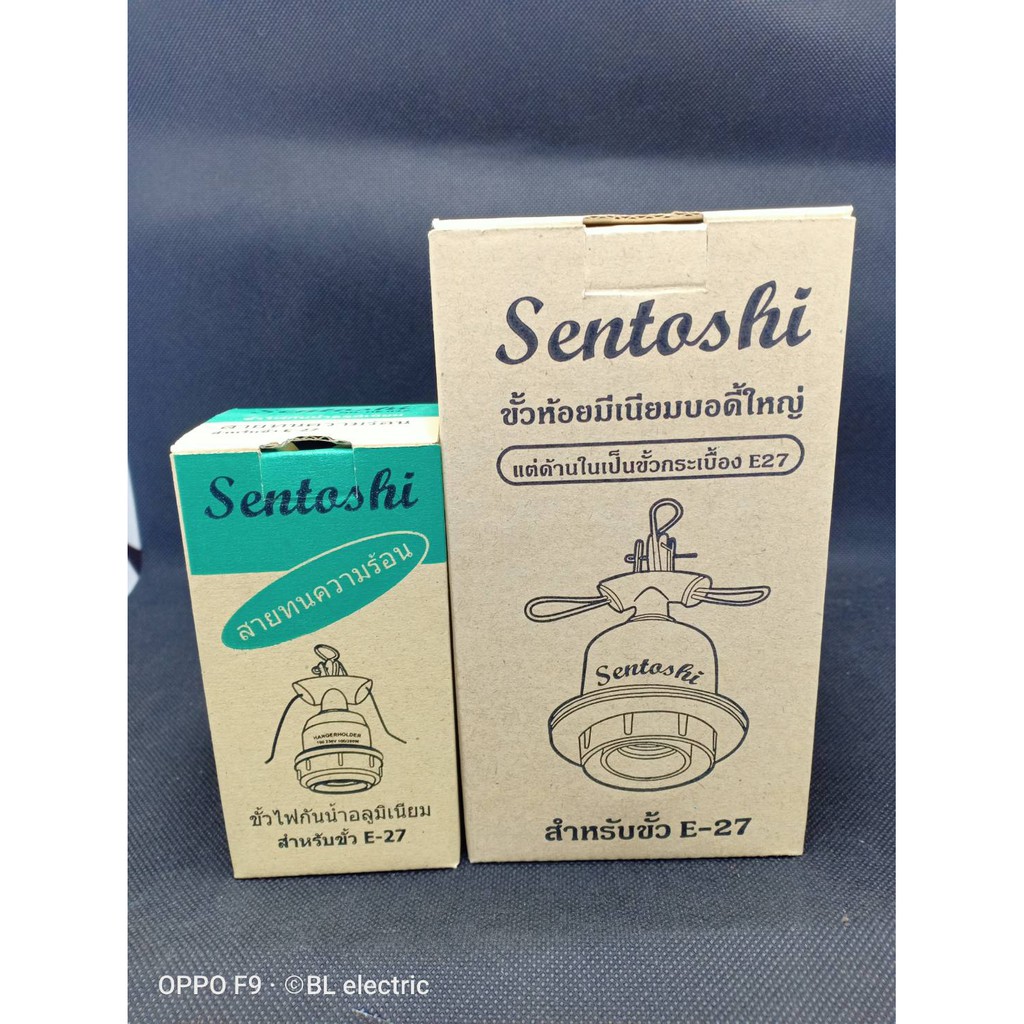 Sentoshi
Sentoshi
สายทนความร้อน
HANGERHOLDER
ขั้วไฟกันน้ำอลูมิเนียม
สำหรับขั้ว E-27
Sentoshi
ขั้วห้อยมีเนียมบอดี้ใหญ่
แต่ด้านในเป็นขั้วกระเบื้อง E27
Sentoshi
สำหรับขั้ว E-27
OPPO F9 · ©BL electric